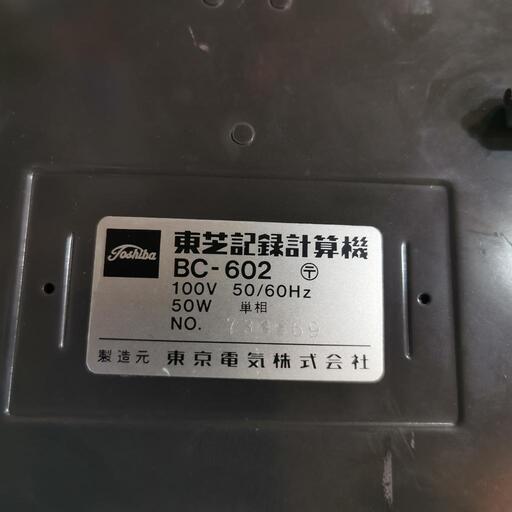 Toshiba
東芝記録計算機
BC-602 〶
100V 50/60Hz
50W 単相
NO.
製造元 東京電気株式会社